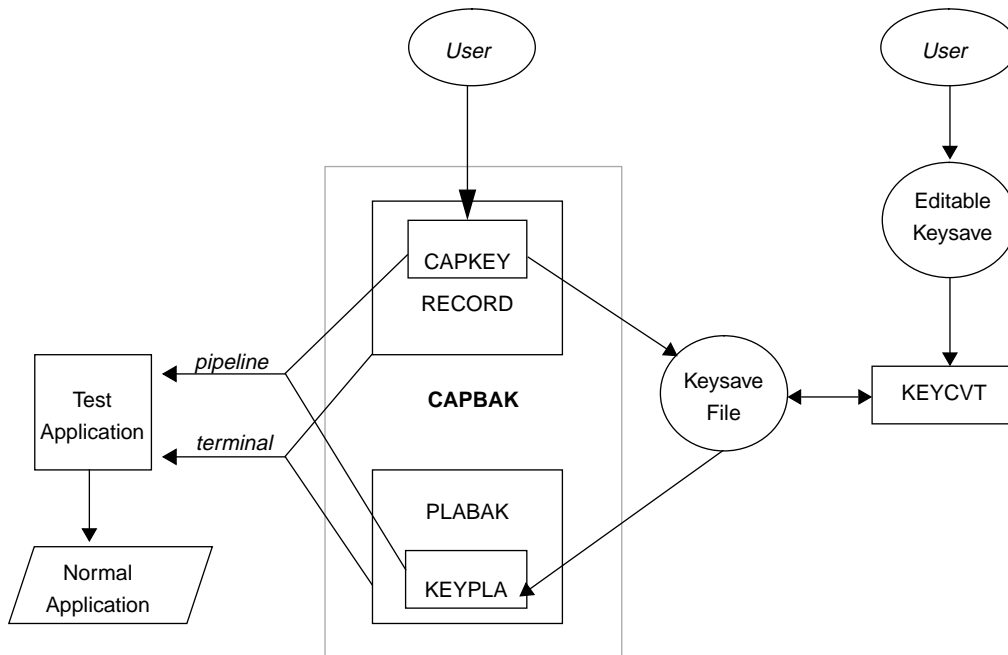 User
User
Editable
Keysave
CAPKEY
RECORD
pipeline
Test
Application
terminal
CAPBAK
Keysave
File
KEYCVT
PLABAK
KEYPLA
Normal
Application